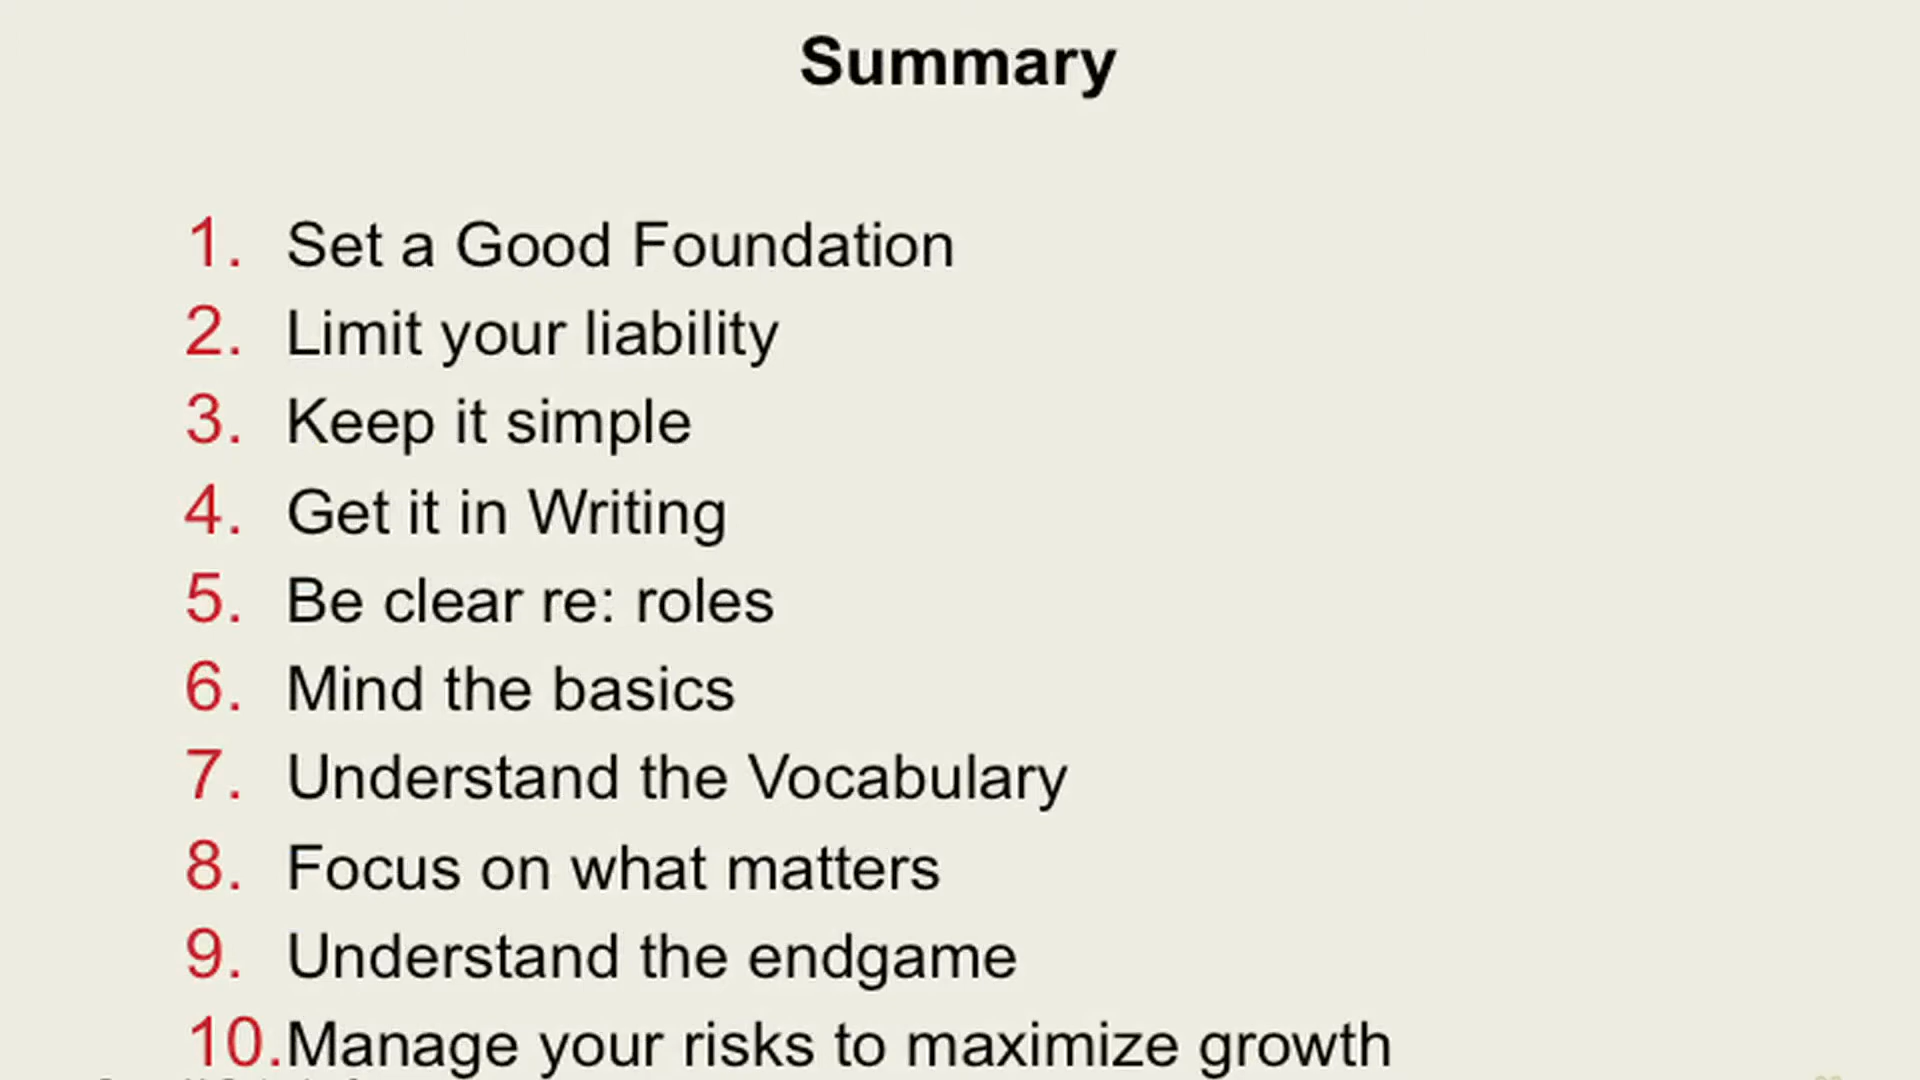 Summary
1. Set a Good Foundation
2. Limit your liability
3. Keep it simple
4. Get it in Writing
5. Be clear re: roles
6. Mind the basics
7. Understand the Vocabulary
8. Focus on what matters
9. Understand the endgame
10. Manage your risks to maximize growth